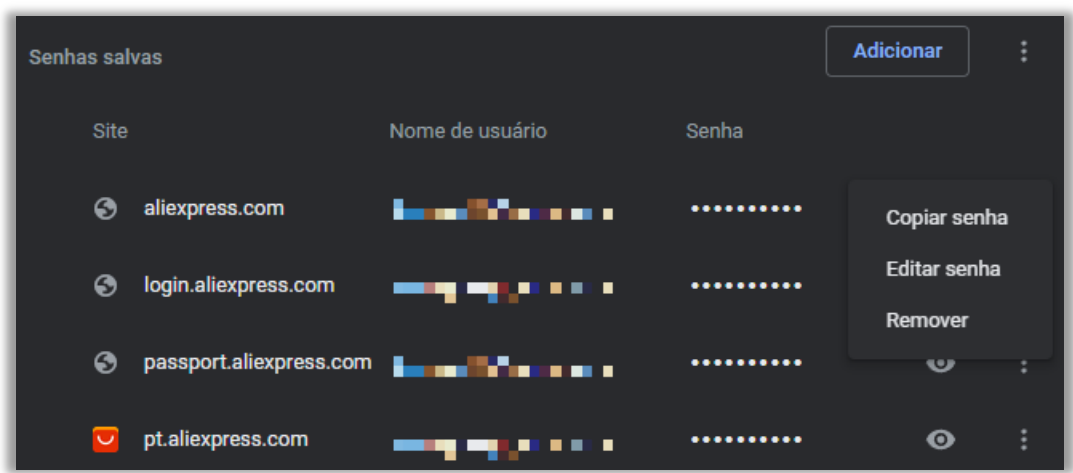 Senhas salvas
Adicionar
Site Nome de usuário Senha
aliexpress.com ••••••••••
Copiar senha
Editar senha
Remover
login.aliexpress.com ••••••••••
passport.aliexpress.com ••••••••••
pt.aliexpress.com ••••••••••